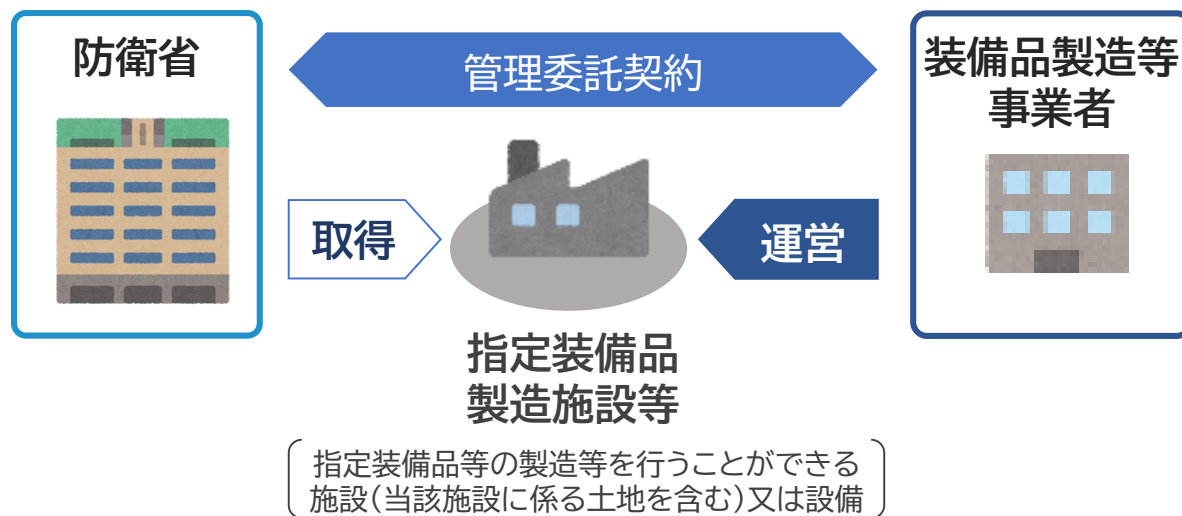 防衛省
管理委託契約
装備品製造等
事業者
取得
運営
指定装備品
製造施設等
指定装備品等の製造等を行うことができる
施設(当該施設に係る土地を含む)又は設備